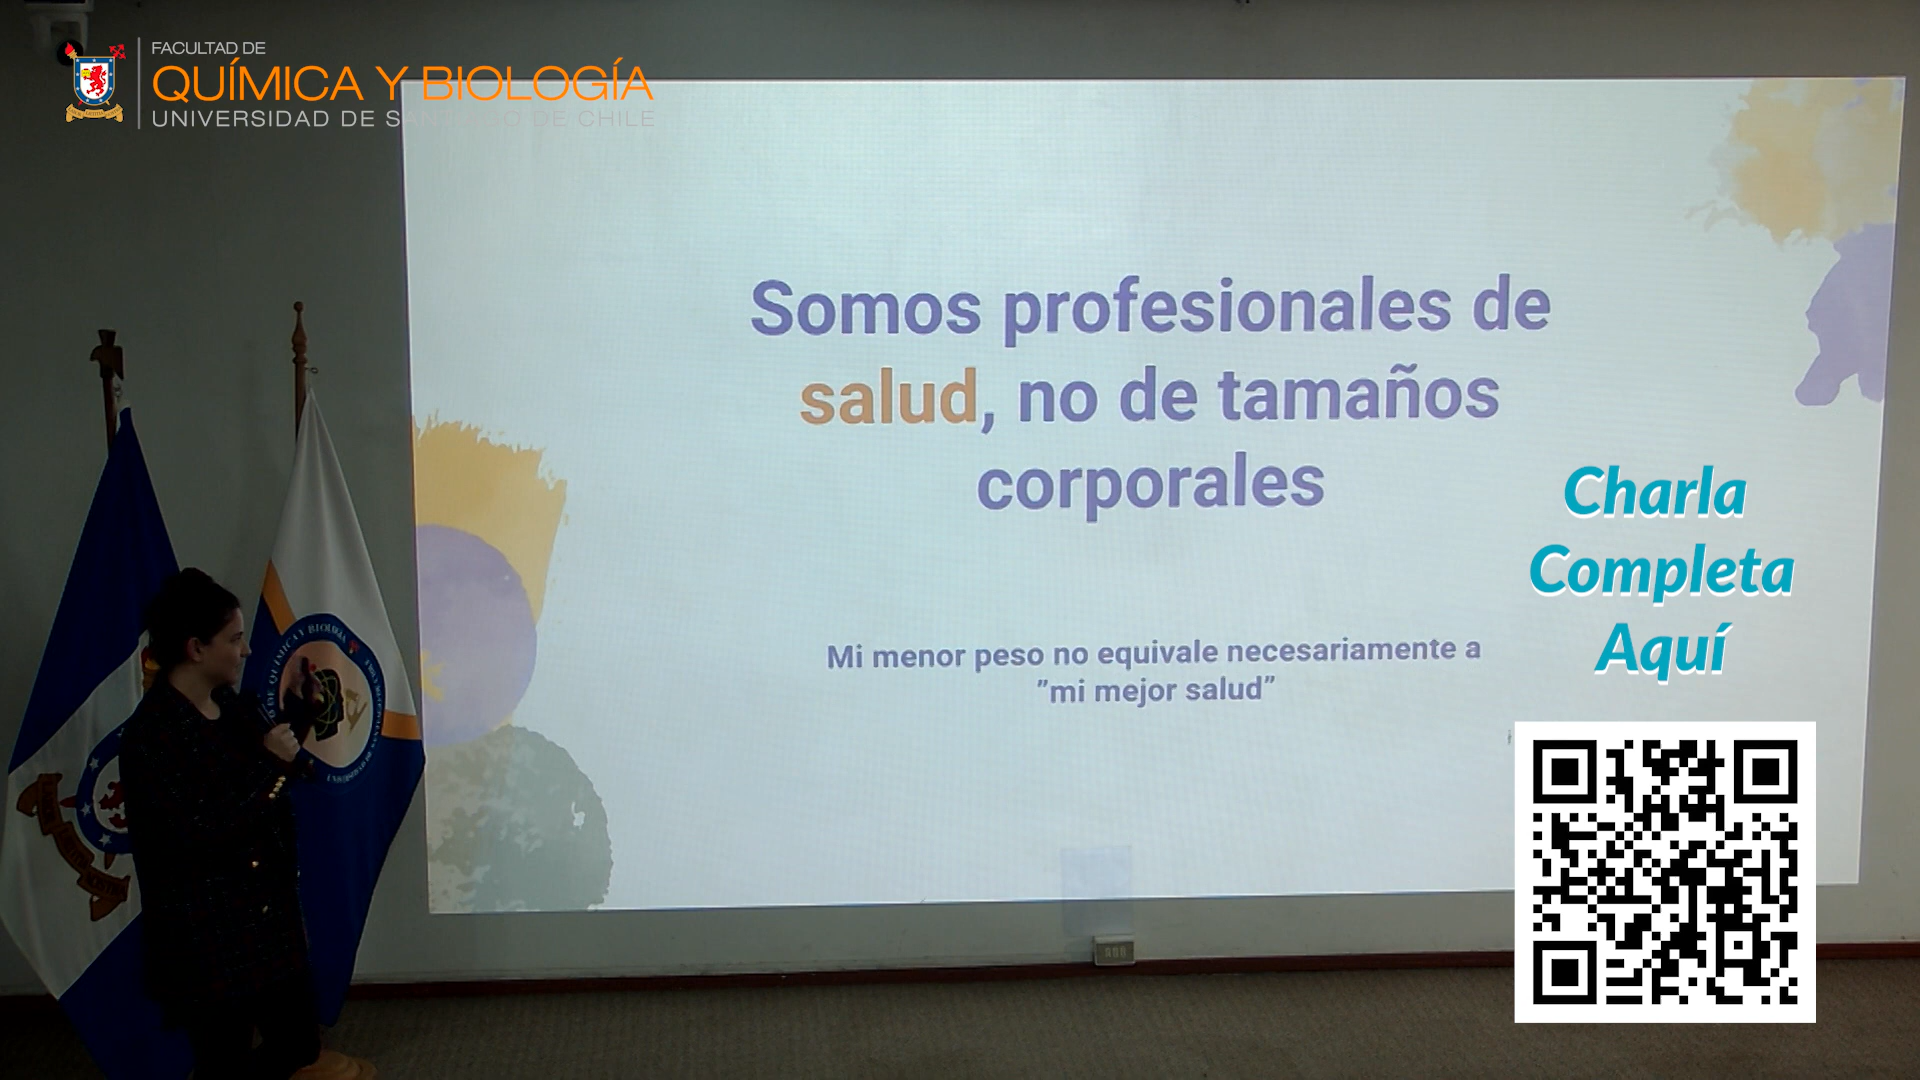 FACULTAD DE
QUÍMICA Y BIOLOGÍA
UNIVERSIDAD DE SANTIAGO DE CHILE
Somos profesionales de
salud, no de tamaños
corporales
Mi menor peso no equivale necesariamente a
"mi mejor salud"
Charla
Completa
Aquí